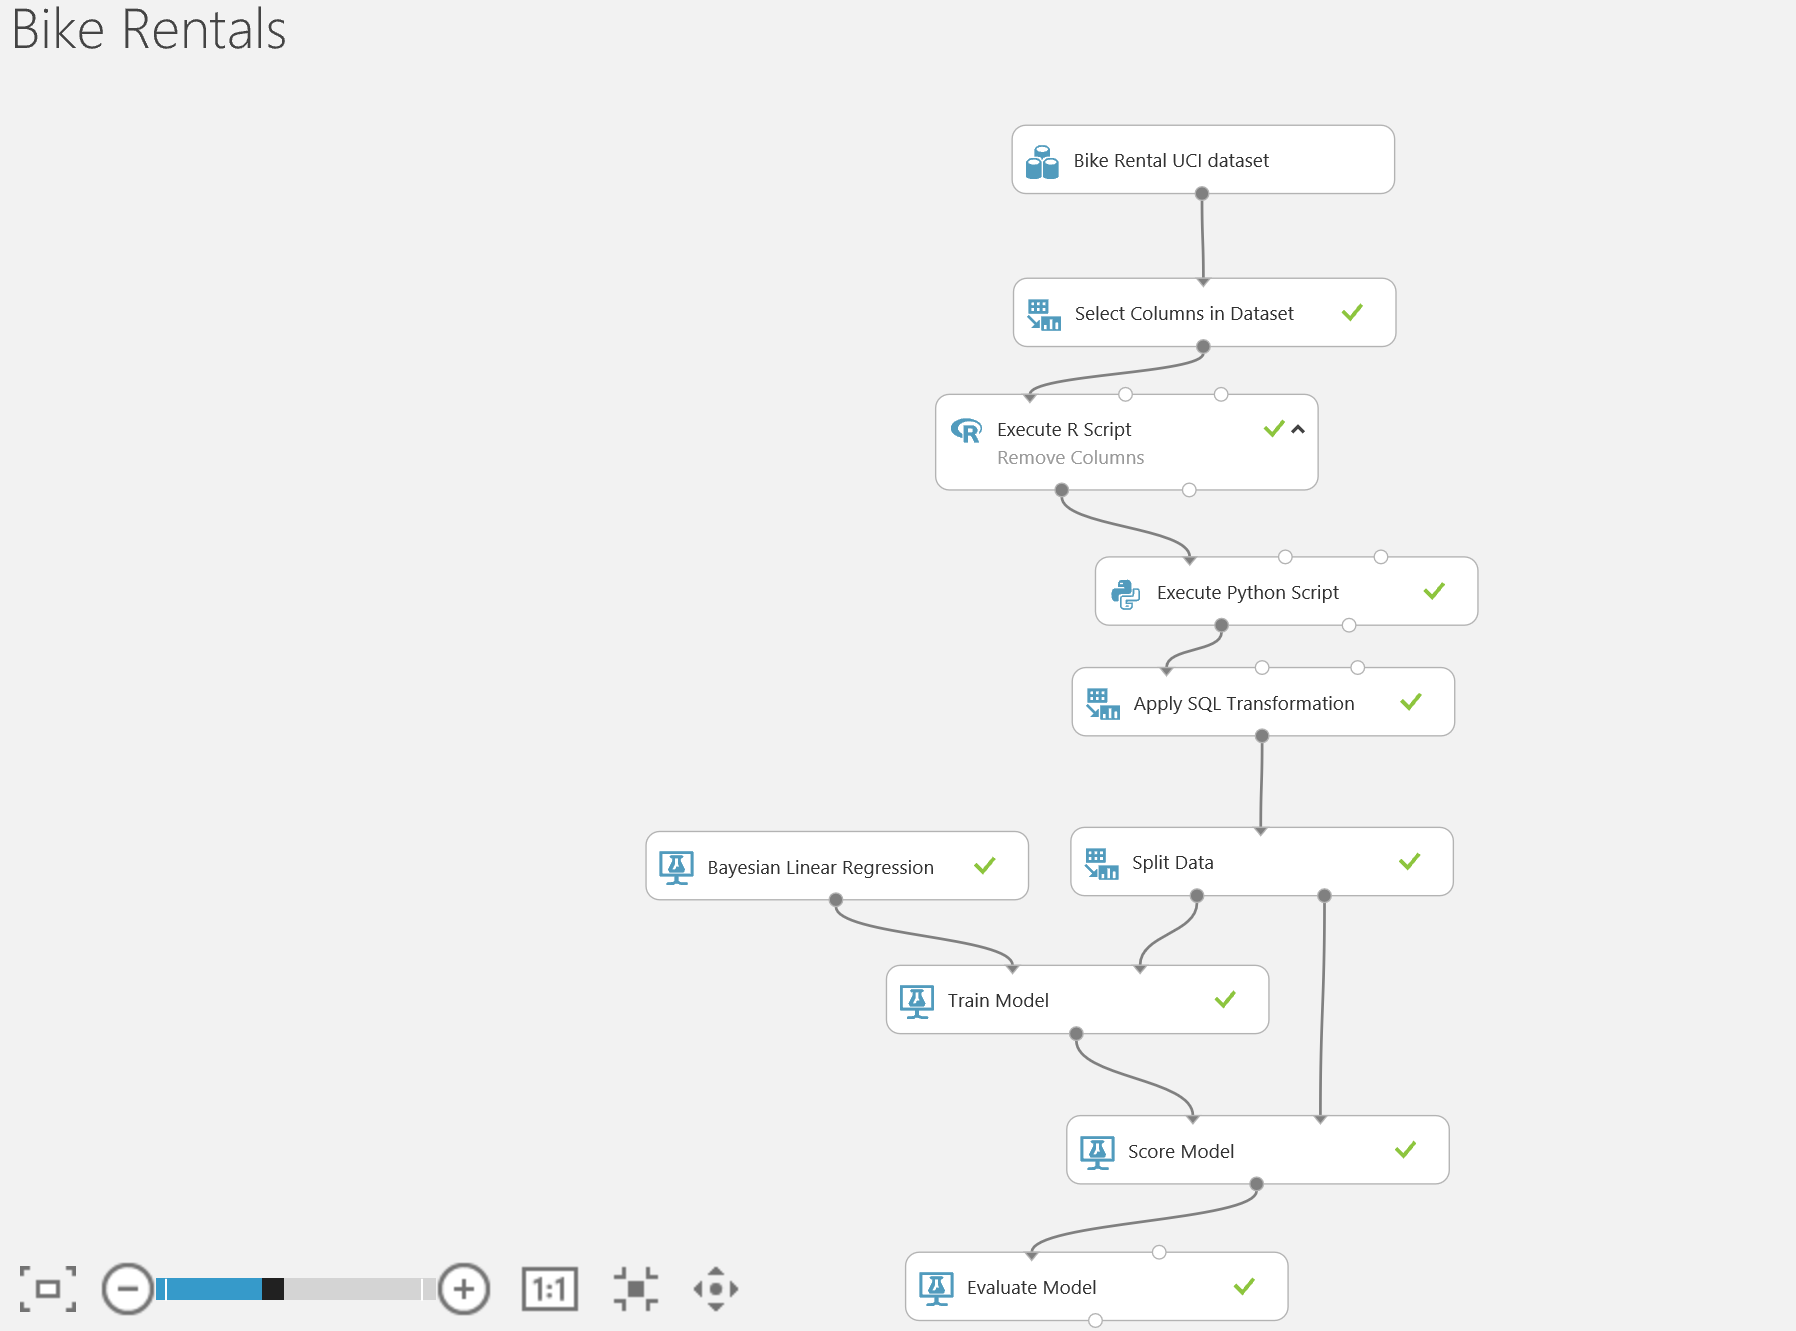 Bike Rentals
Bike Rental UCI dataset
Select Columns in Dataset
R
Execute R Script
Remove Columns
Execute Python Script
Apply SQL Transformation
Bayesian Linear Regression
Split Data
Train Model
Score Model
Evaluate Model
1:1